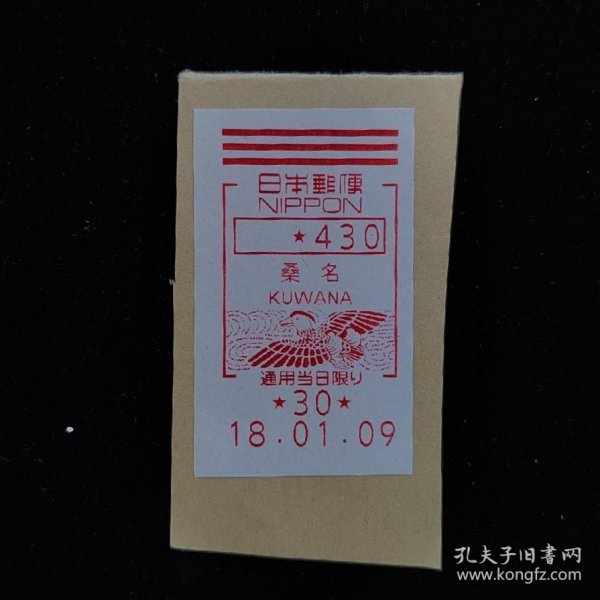 日本郵便
NIPPON
★430
桑名
KUWANA
通用当日限り
★30★
18.01.09
孔夫子旧書网
www.kongfz.com